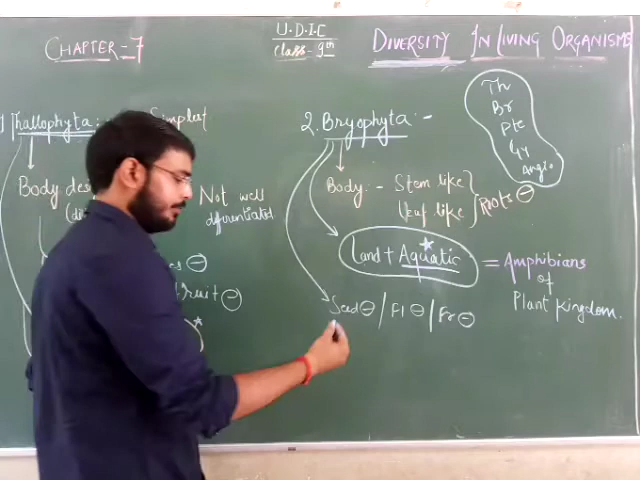 CHAPTER-7
U.D.I.C
Class-9th
DIVERSITY IN LIVING ORGANISMS
1) Thallophyta:- Simplest
Body des
Not well
differentiated.
fruit ⊖
2. Bryophyta:-
Body:- Stem like
Leaf like
Roots ⊖
Land + Aquatic = Amphibians
of
Plant kingdom.
Seed ⊖ / Fl ⊖ / Fr ⊖
Th
Br
Pte
Gy
Angio